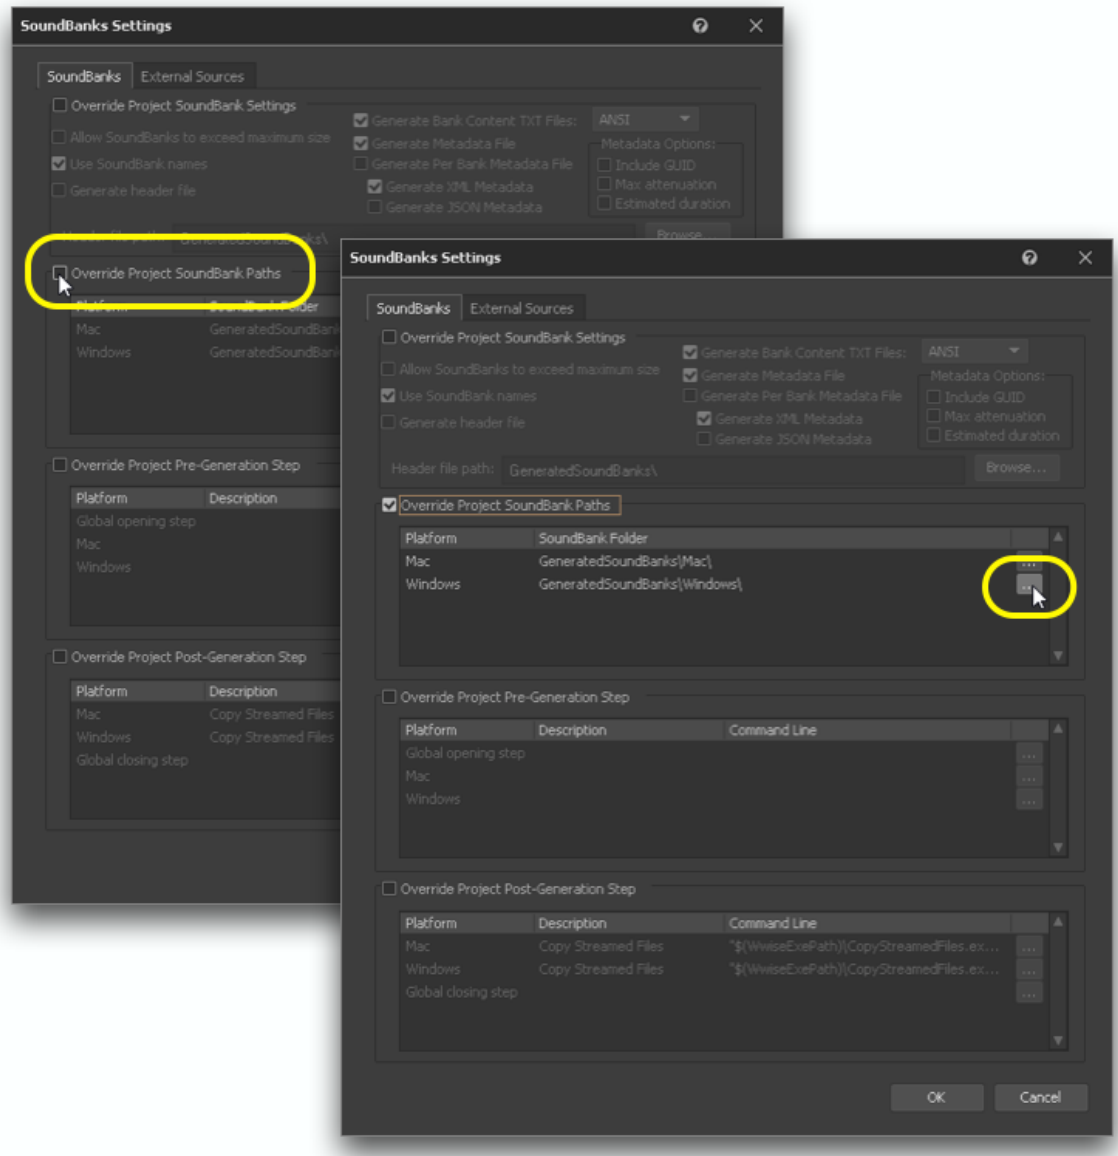 SoundBanks Settings
SoundBanks External Sources
Override Project SoundBank Settings
Allow SoundBanks to exceed maximum size
Use SoundBank names
Generate header file
Generate Bank Content TXT Files: ANSI
Generate Metadata File
Generate Per Bank Metadata File
Generate XML Metadata
Generate JSON Metadata
Metadata Options:
Include GUID
Max attenuation
Estimated duration
Header file path: GeneratedSoundBanks\ Browse...
Override Project SoundBank Paths
Platform SoundBank Folder
Mac GeneratedSoundBank
Windows GeneratedSoundBank
Override Project Pre-Generation Step
Platform Description
Global opening step
Mac
Windows
Override Project Post-Generation Step
Platform Description
Mac Copy Streamed Files
Windows Copy Streamed Files
Global closing step
SoundBanks Settings
SoundBanks External Sources
Override Project SoundBank Settings
Allow SoundBanks to exceed maximum size
Use SoundBank names
Generate header file
Generate Bank Content TXT Files: ANSI
Generate Metadata File
Generate Per Bank Metadata File
Generate XML Metadata
Generate JSON Metadata
Metadata Options:
Include GUID
Max attenuation
Estimated duration
Header file path: GeneratedSoundBanks\ Browse...
Override Project SoundBank Paths
Platform SoundBank Folder
Mac GeneratedSoundBanks\Mac\ ...
Windows GeneratedSoundBanks\Windows\ ...
Override Project Pre-Generation Step
Platform Description Command Line
Global opening step ...
Mac ...
Windows ...
Override Project Post-Generation Step
Platform Description Command Line
Mac Copy Streamed Files "$(WwiseExePath)\CopyStreamedFiles.ex... ...
Windows Copy Streamed Files "$(WwiseExePath)\CopyStreamedFiles.ex... ...
Global closing step ...
OK Cancel